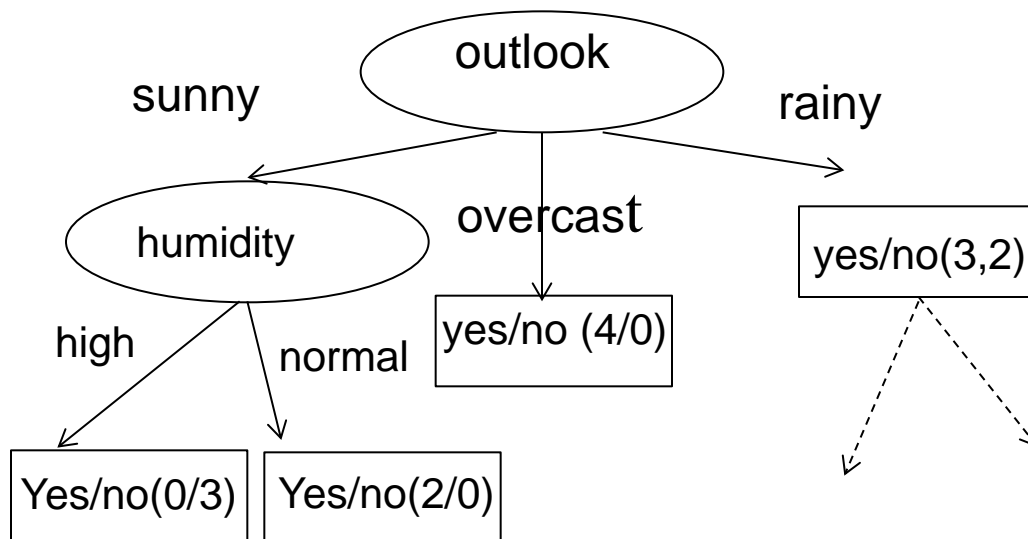 outlook
sunny
rainy
overcast
humidity
yes/no(3,2)
yes/no (4/0)
high
normal
Yes/no(0/3)
Yes/no(2/0)